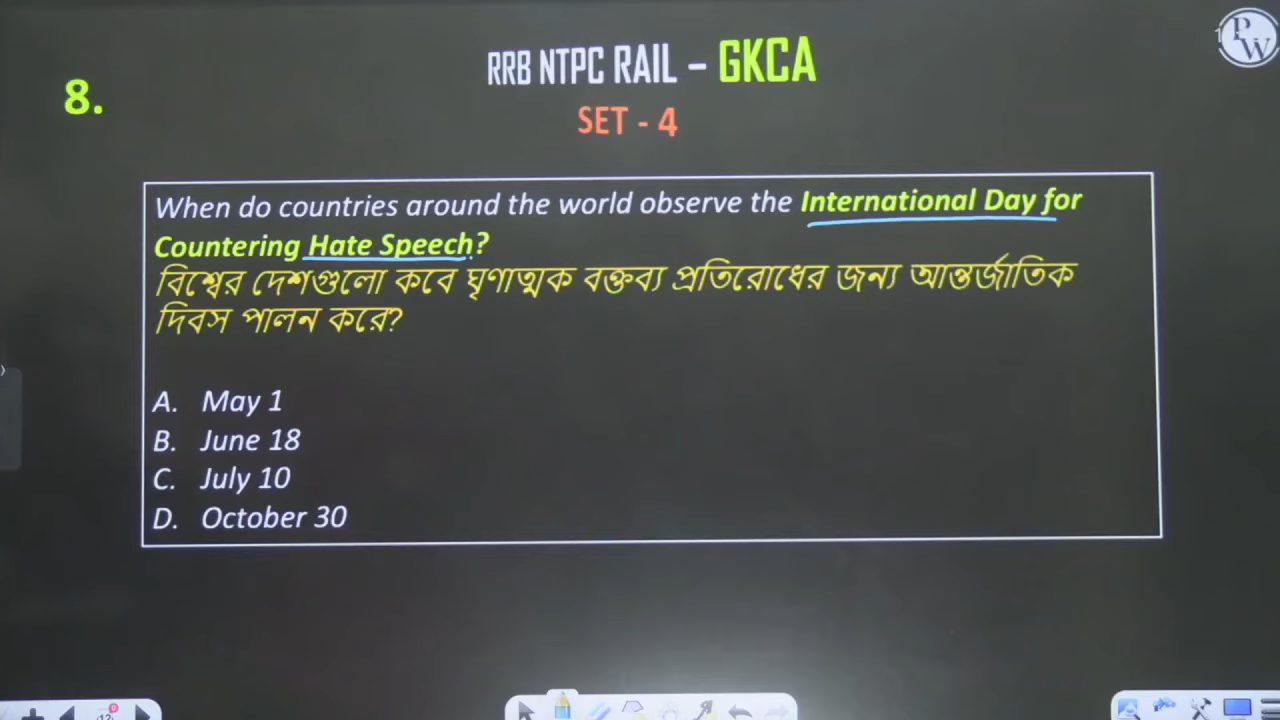 PW
RRB NTPC RAIL – GKCA
8.
SET - 4
When do countries around the world observe the International Day for
Countering Hate Speech?
বিশ্বের দেশগুলো কবে ঘৃণাত্মক বক্তব্য প্রতিরোধের জন্য আন্তর্জাতিক
দিবস পালন করে?
A. May 1
B. June 18
C. July 10
D. October 30